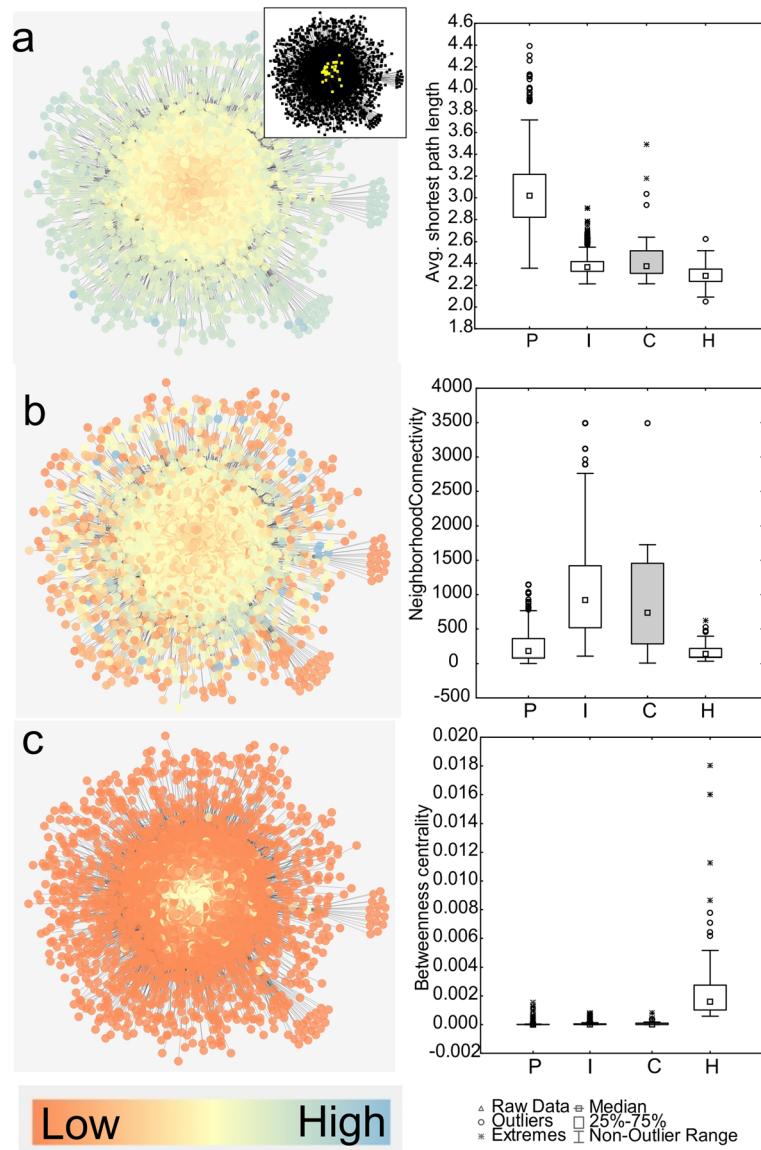 a
Avg. shortest path length
4.6
4.4
4.2
4.0
3.8
3.6
3.4
3.2
3.0
2.8
2.6
2.4
2.2
2.0
1.8
P I C H
b
NeighborhoodConnectivity
4000
3500
3000
2500
2000
1500
1000
500
0
-500
P I C H
c
Betweenness centrality
0.020
0.018
0.016
0.014
0.012
0.010
0.008
0.006
0.004
0.002
0.000
-0.002
P I C H
Low High
Raw Data Median
Outliers 25%-75%
Extremes Non-Outlier Range